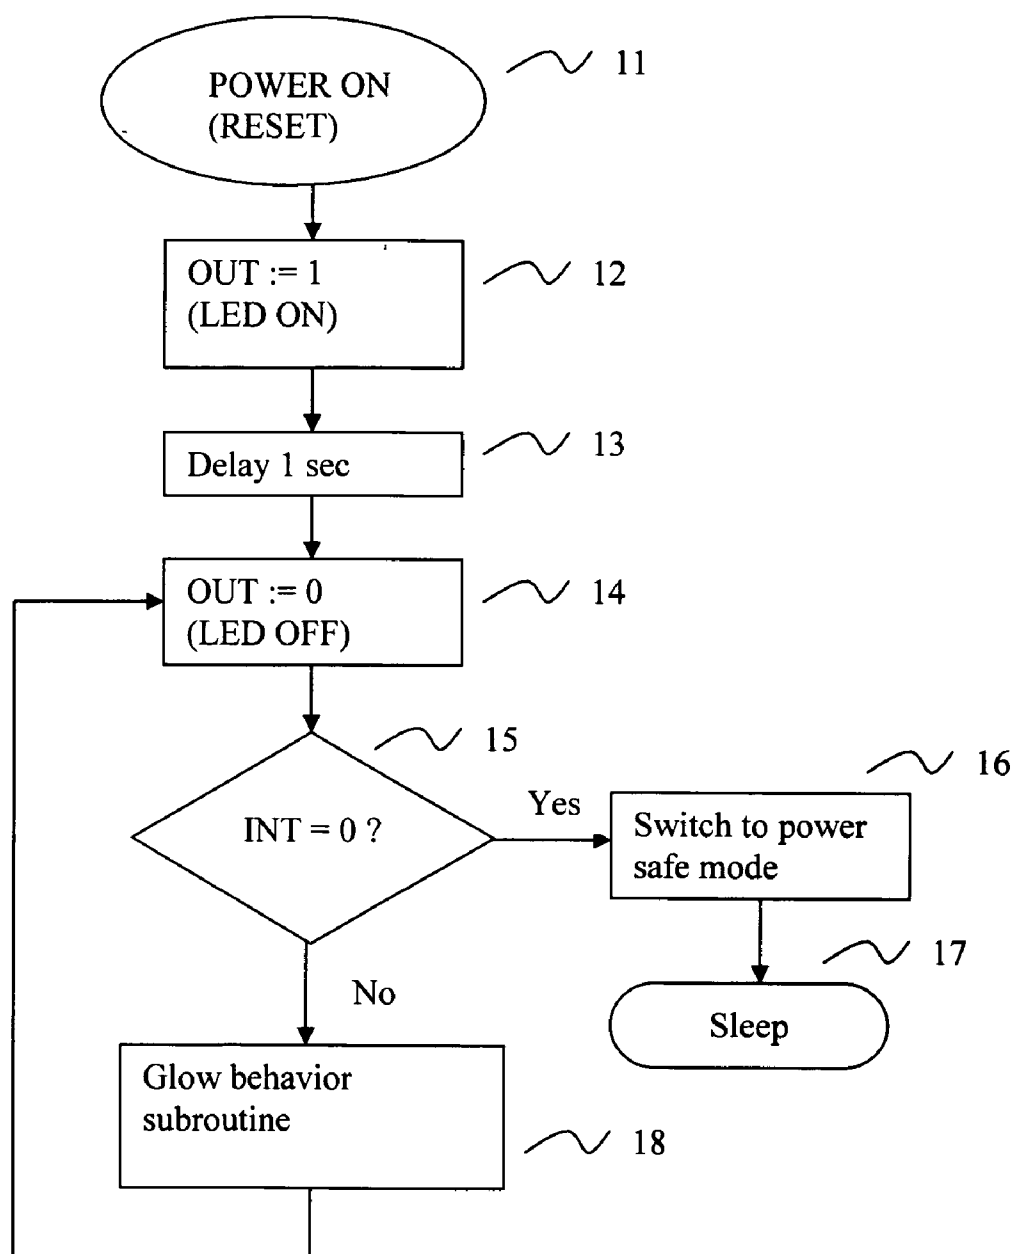 POWER ON
(RESET)
11
OUT := 1
(LED ON)
12
Delay 1 sec
13
OUT := 0
(LED OFF)
14
INT = 0 ?
15
Yes
Switch to power
safe mode
16
No
Sleep
17
Glow behavior
subroutine
18